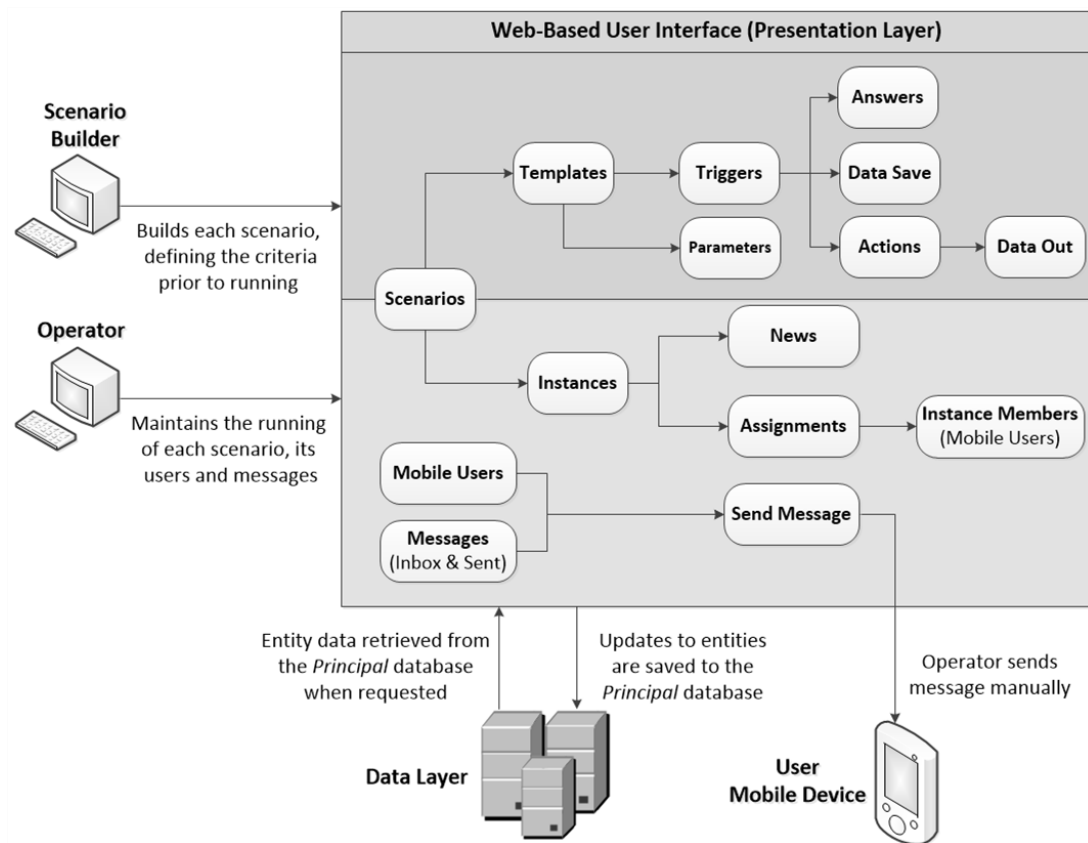 Web-Based User Interface (Presentation Layer)
Scenario
Builder
Builds each scenario,
defining the criteria
prior to running
Operator
Maintains the running
of each scenario, its
users and messages
Answers
Templates
Triggers
Data Save
Parameters
Actions
Data Out
Scenarios
News
Instances
Assignments
Instance Members
(Mobile Users)
Mobile Users
Send Message
Messages
(Inbox & Sent)
Entity data retrieved from
the Principal database
when requested
Updates to entities
are saved to the
Principal database
Operator sends
message manually
Data Layer
User
Mobile Device